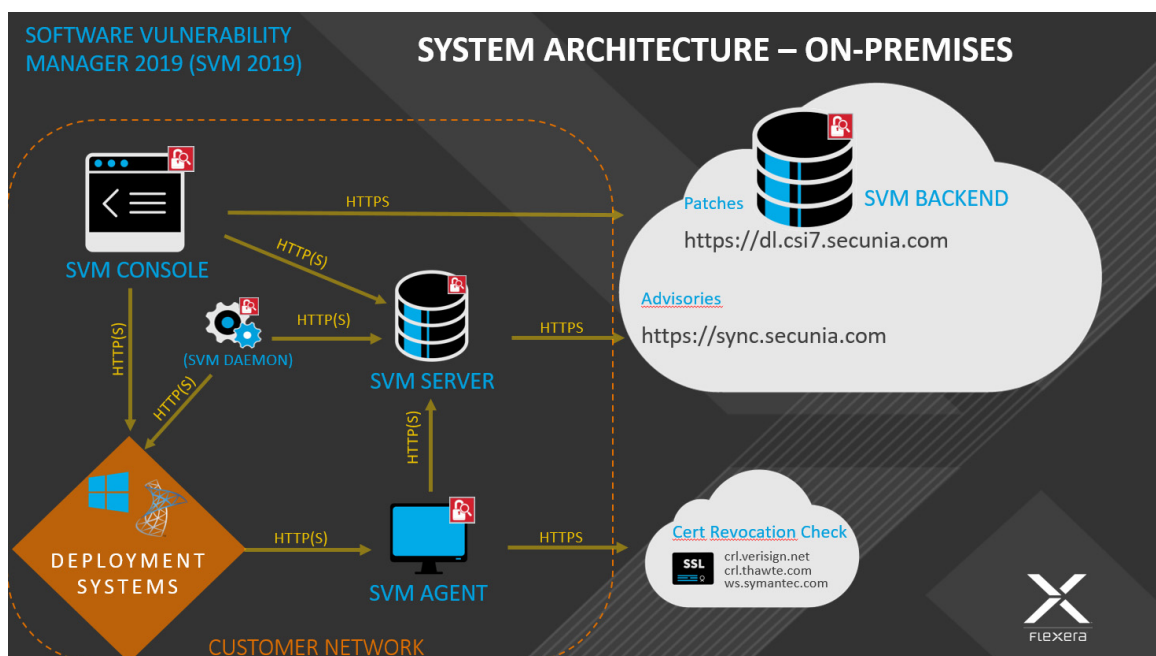 SOFTWARE VULNERABILITY
MANAGER 2019 (SVM 2019)
SYSTEM ARCHITECTURE – ON-PREMISES
HTTPS
Patches
SVM BACKEND
https://dl.csi7.secunia.com
SVM CONSOLE
HTTP(S)
Advisories
https://sync.secunia.com
HTTP(S)
HTTP(S)
HTTPS
(SVM DAEMON)
SVM SERVER
HTTP(S)
HTTP(S)
DEPLOYMENT
SYSTEMS
HTTP(S)
HTTPS
SVM AGENT
Cert Revocation Check
SSL
crl.verisign.net
crl.thawte.com
ws.symantec.com
FLEXERA
CUSTOMER NETWORK